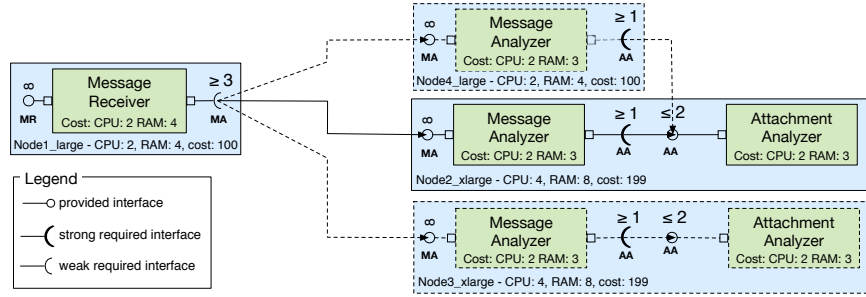 ∞
MR
Message
Receiver
Cost: CPU: 2 RAM: 4
≥ 3
MA
Node1_large - CPU: 2, RAM: 4, cost: 100
∞
MA
Message
Analyzer
Cost: CPU: 2 RAM: 3
≥ 1
AA
Node4_large - CPU: 2, RAM: 4, cost: 100
∞
MA
Message
Analyzer
Cost: CPU: 2 RAM: 3
≥ 1
AA
≤ 2
AA
Attachment
Analyzer
Cost: CPU: 2 RAM: 3
Node2_xlarge - CPU: 4, RAM: 8, cost: 199
∞
MA
Message
Analyzer
Cost: CPU: 2 RAM: 3
≥ 1
AA
≤ 2
AA
Attachment
Analyzer
Cost: CPU: 2 RAM: 3
Node3_xlarge - CPU: 4, RAM: 8, cost: 199
Legend
provided interface
strong required interface
weak required interface